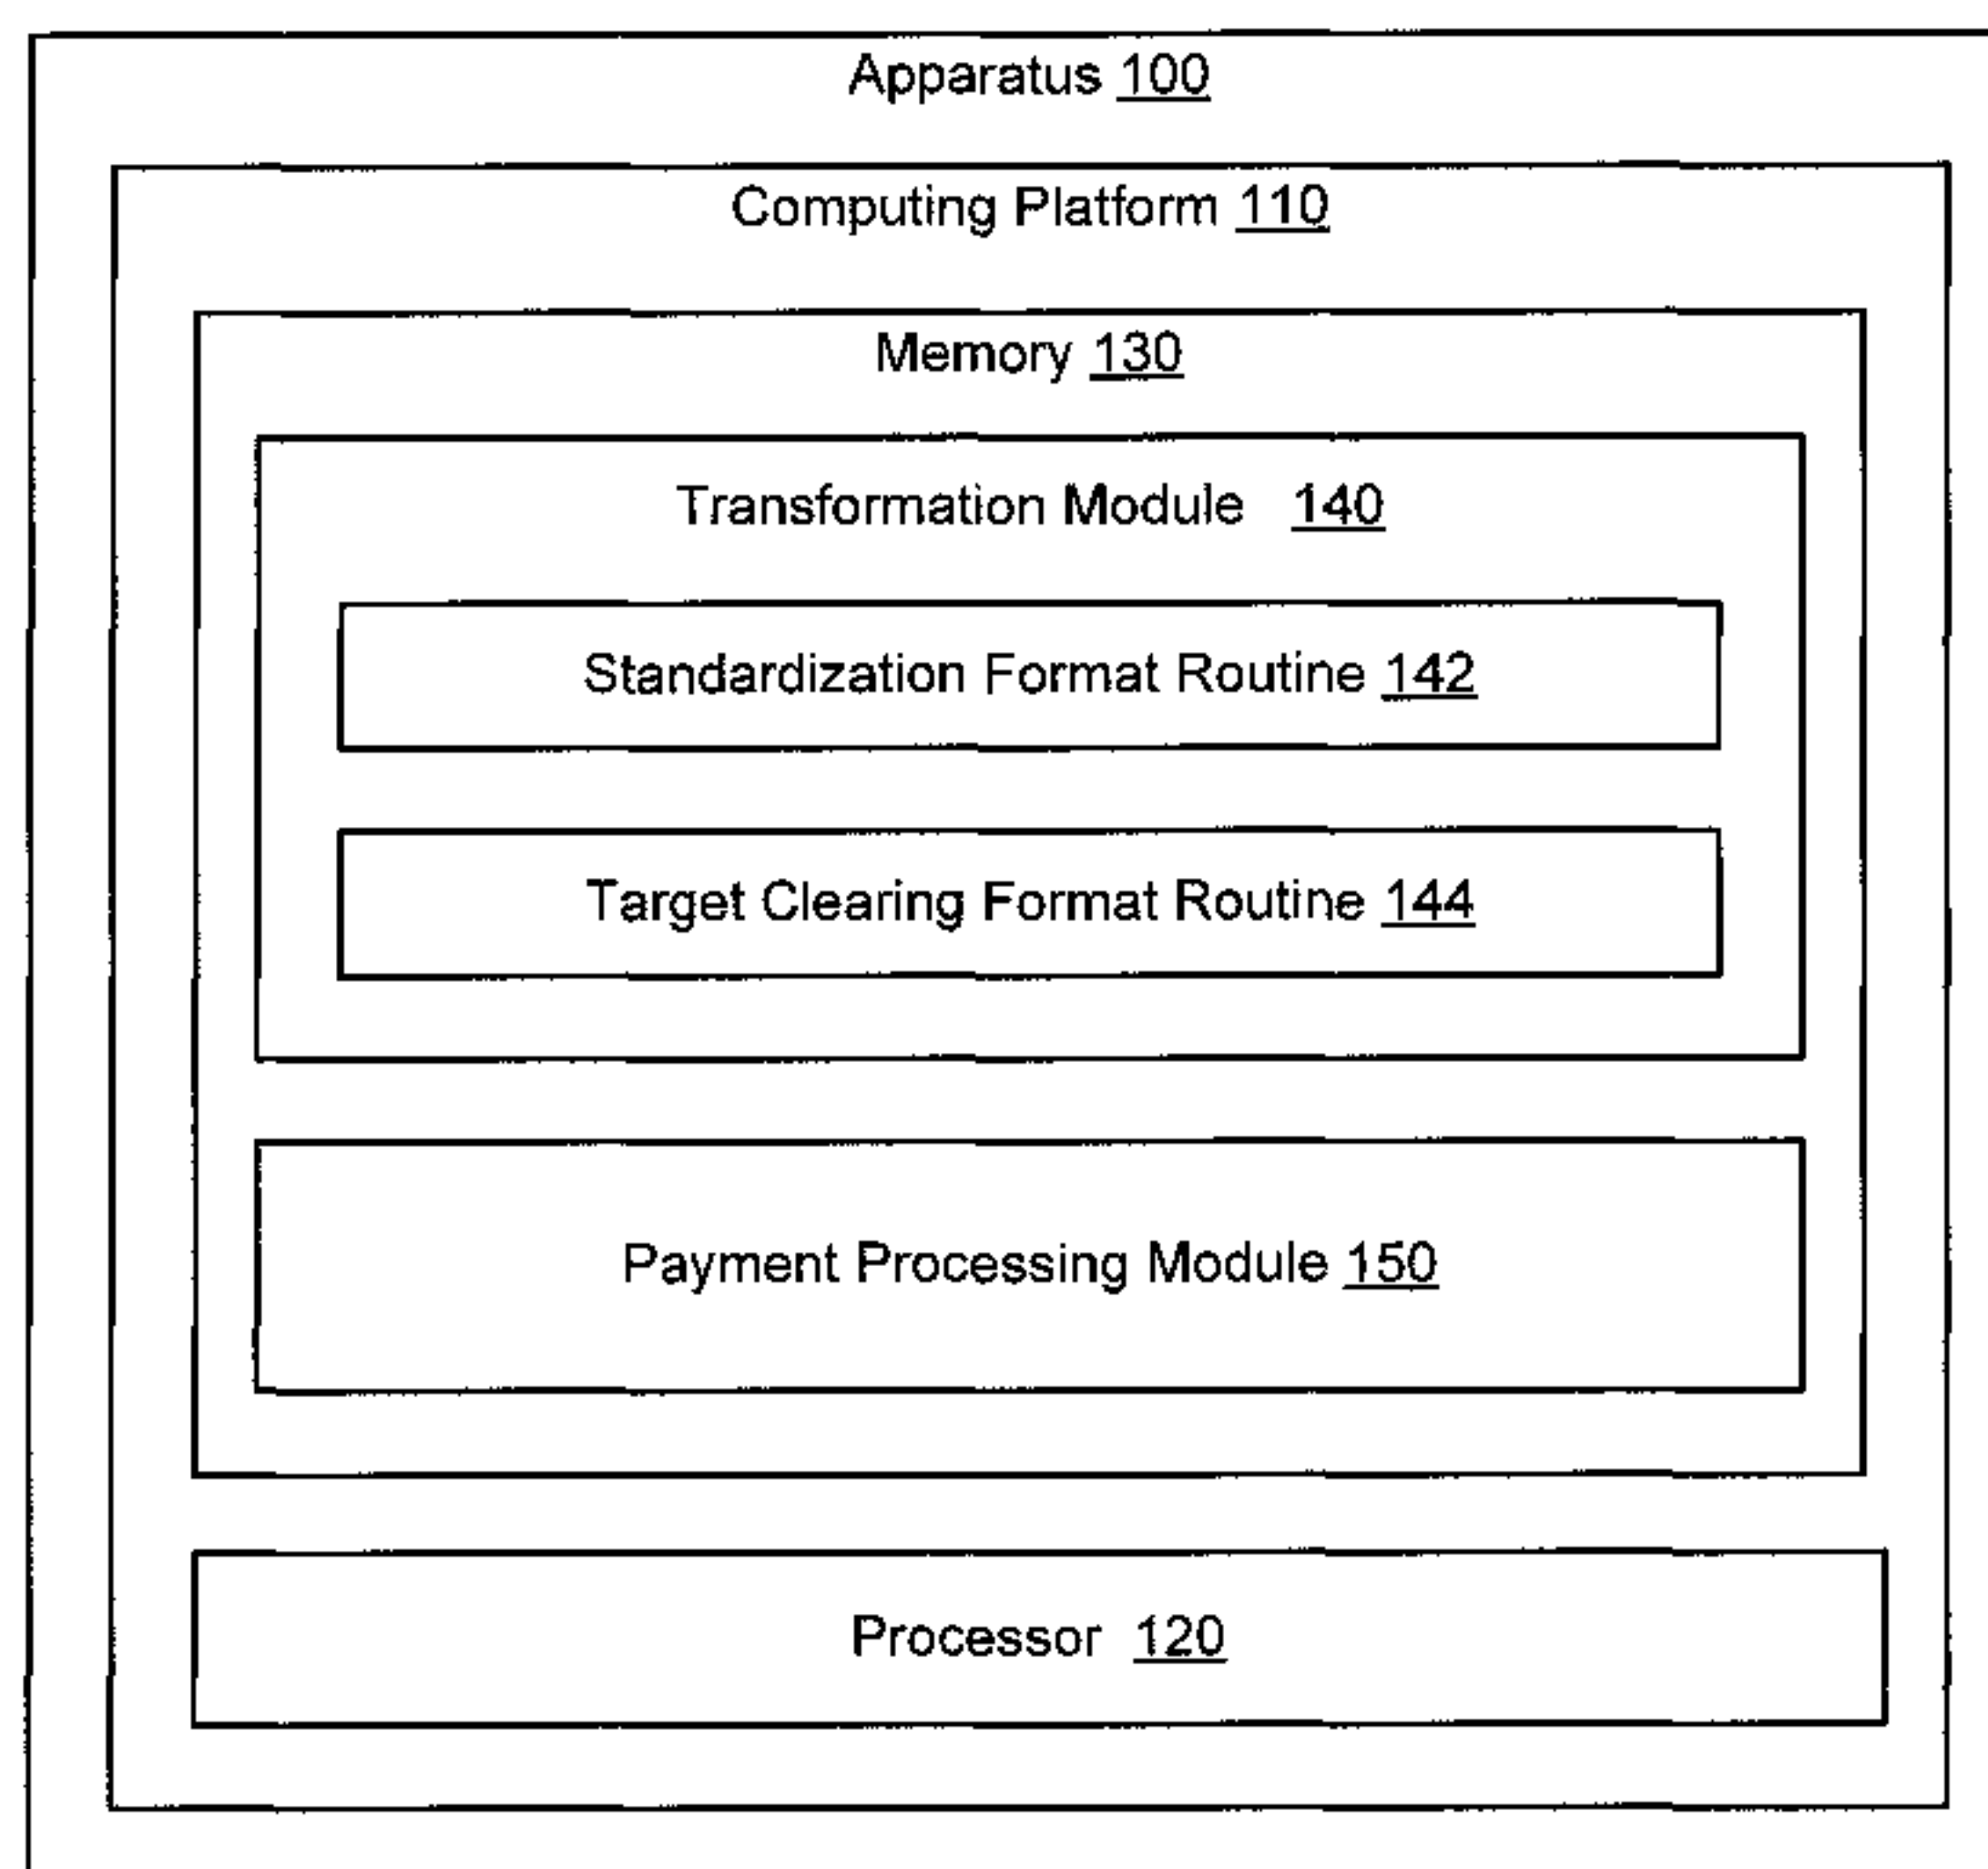 Apparatus 100
Computing Platform 110
Memory 130
Transformation Module 140
Standardization Format Routine 142
Target Clearing Format Routine 144
Payment Processing Module 150
Processor 120